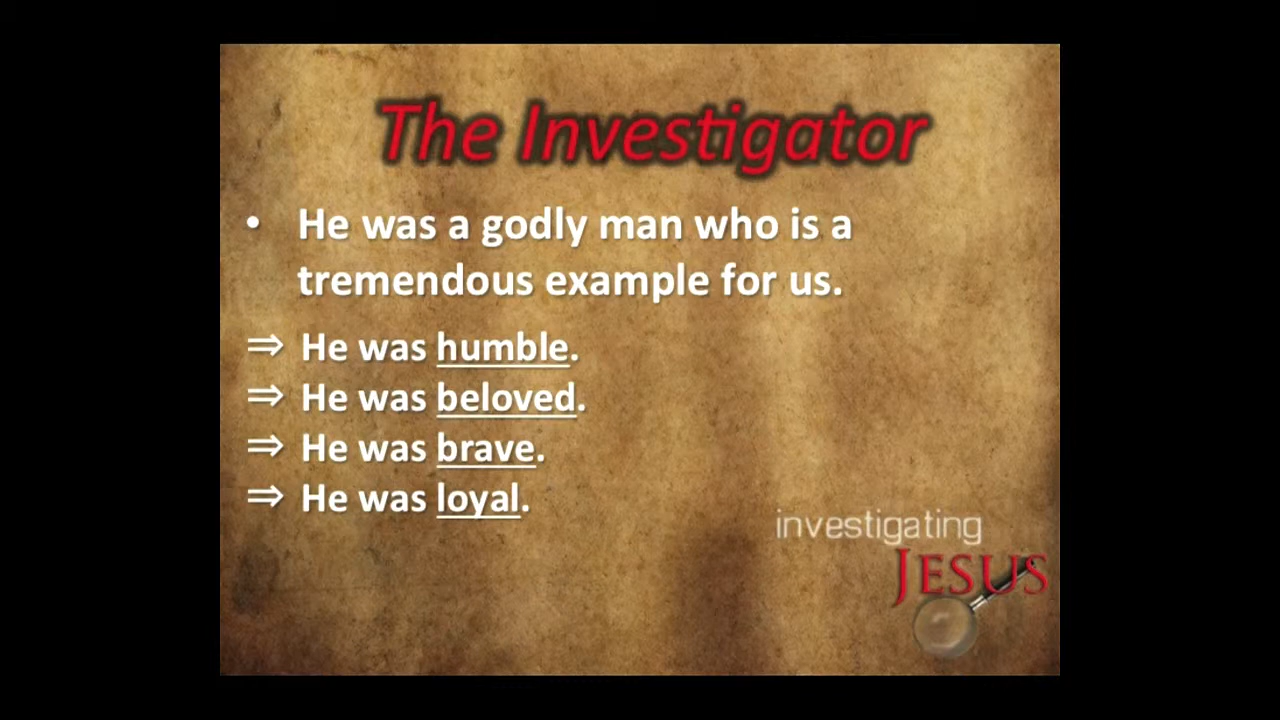 The Investigator
• He was a godly man who is a
tremendous example for us.
⇒ He was humble.
⇒ He was beloved.
⇒ He was brave.
⇒ He was loyal.
investigating
JESUS